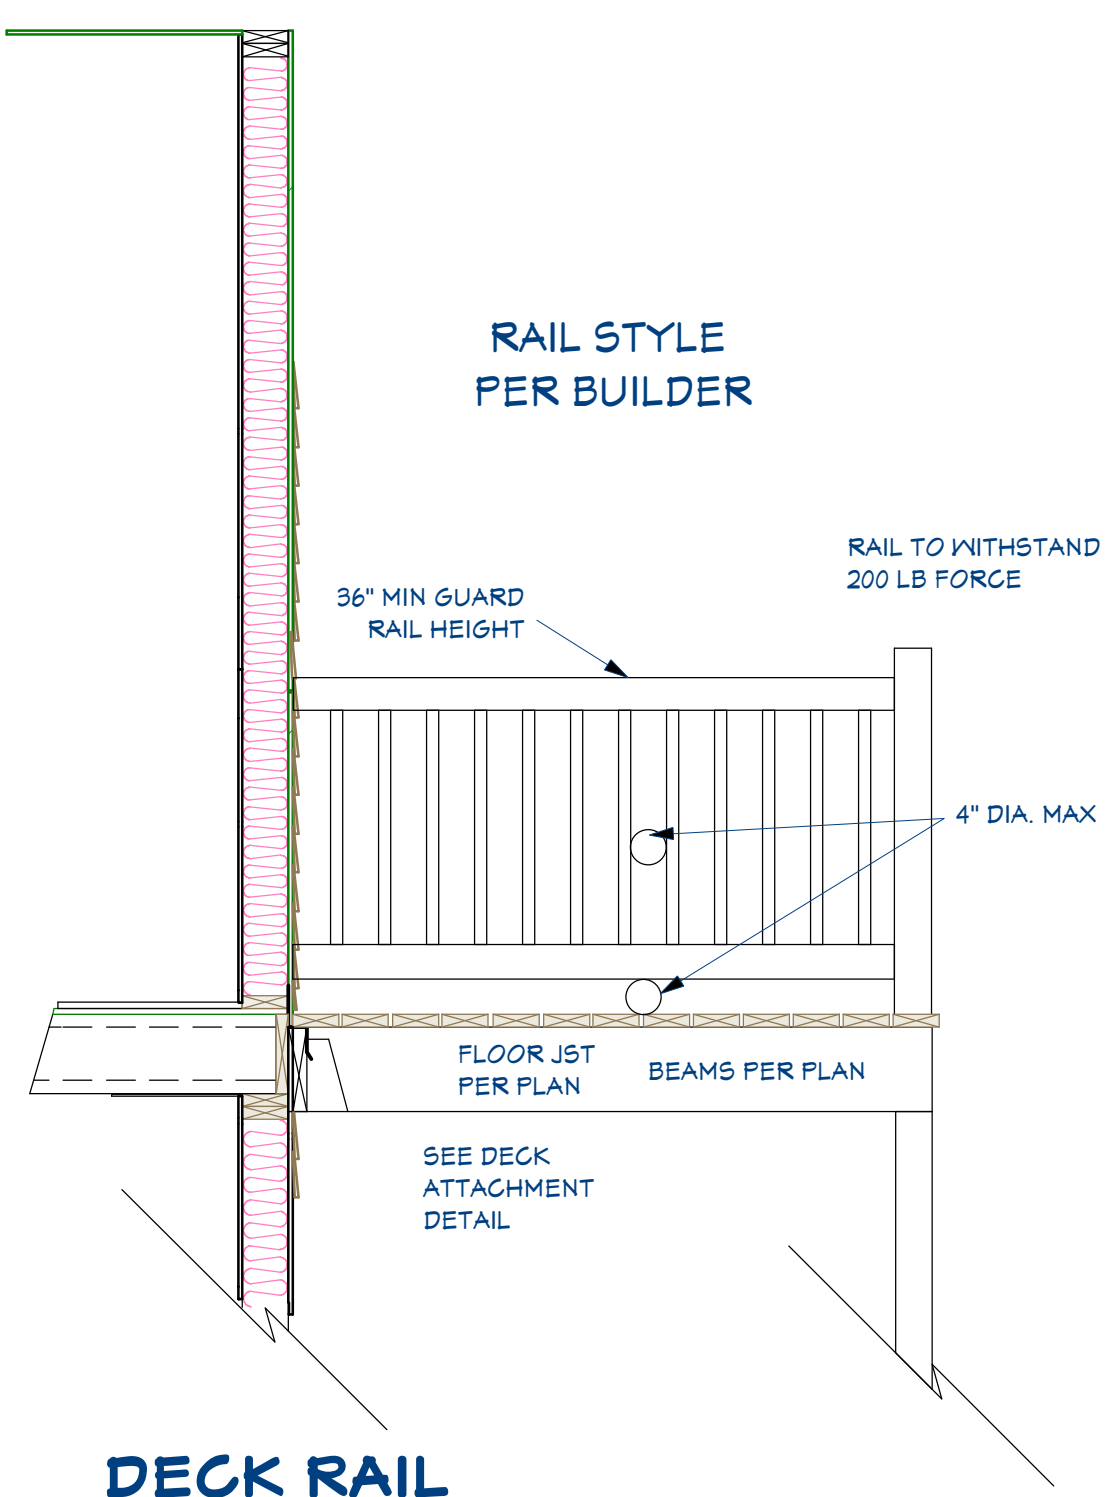 RAIL STYLE
PER BUILDER
RAIL TO WITHSTAND
200 LB FORCE
36" MIN GUARD
RAIL HEIGHT
4" DIA. MAX
FLOOR JST
PER PLAN
BEAMS PER PLAN
SEE DECK
ATTACHMENT
DETAIL
DECK RAIL